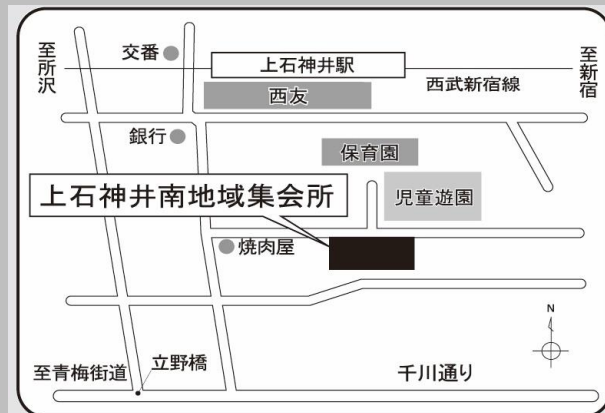 至所沢
交番
上石神井駅
至新宿
西友
西武新宿線
銀行
保育園
上石神井南地域集会所
児童遊園
焼肉屋
N
至青梅街道
立野橋
千川通り